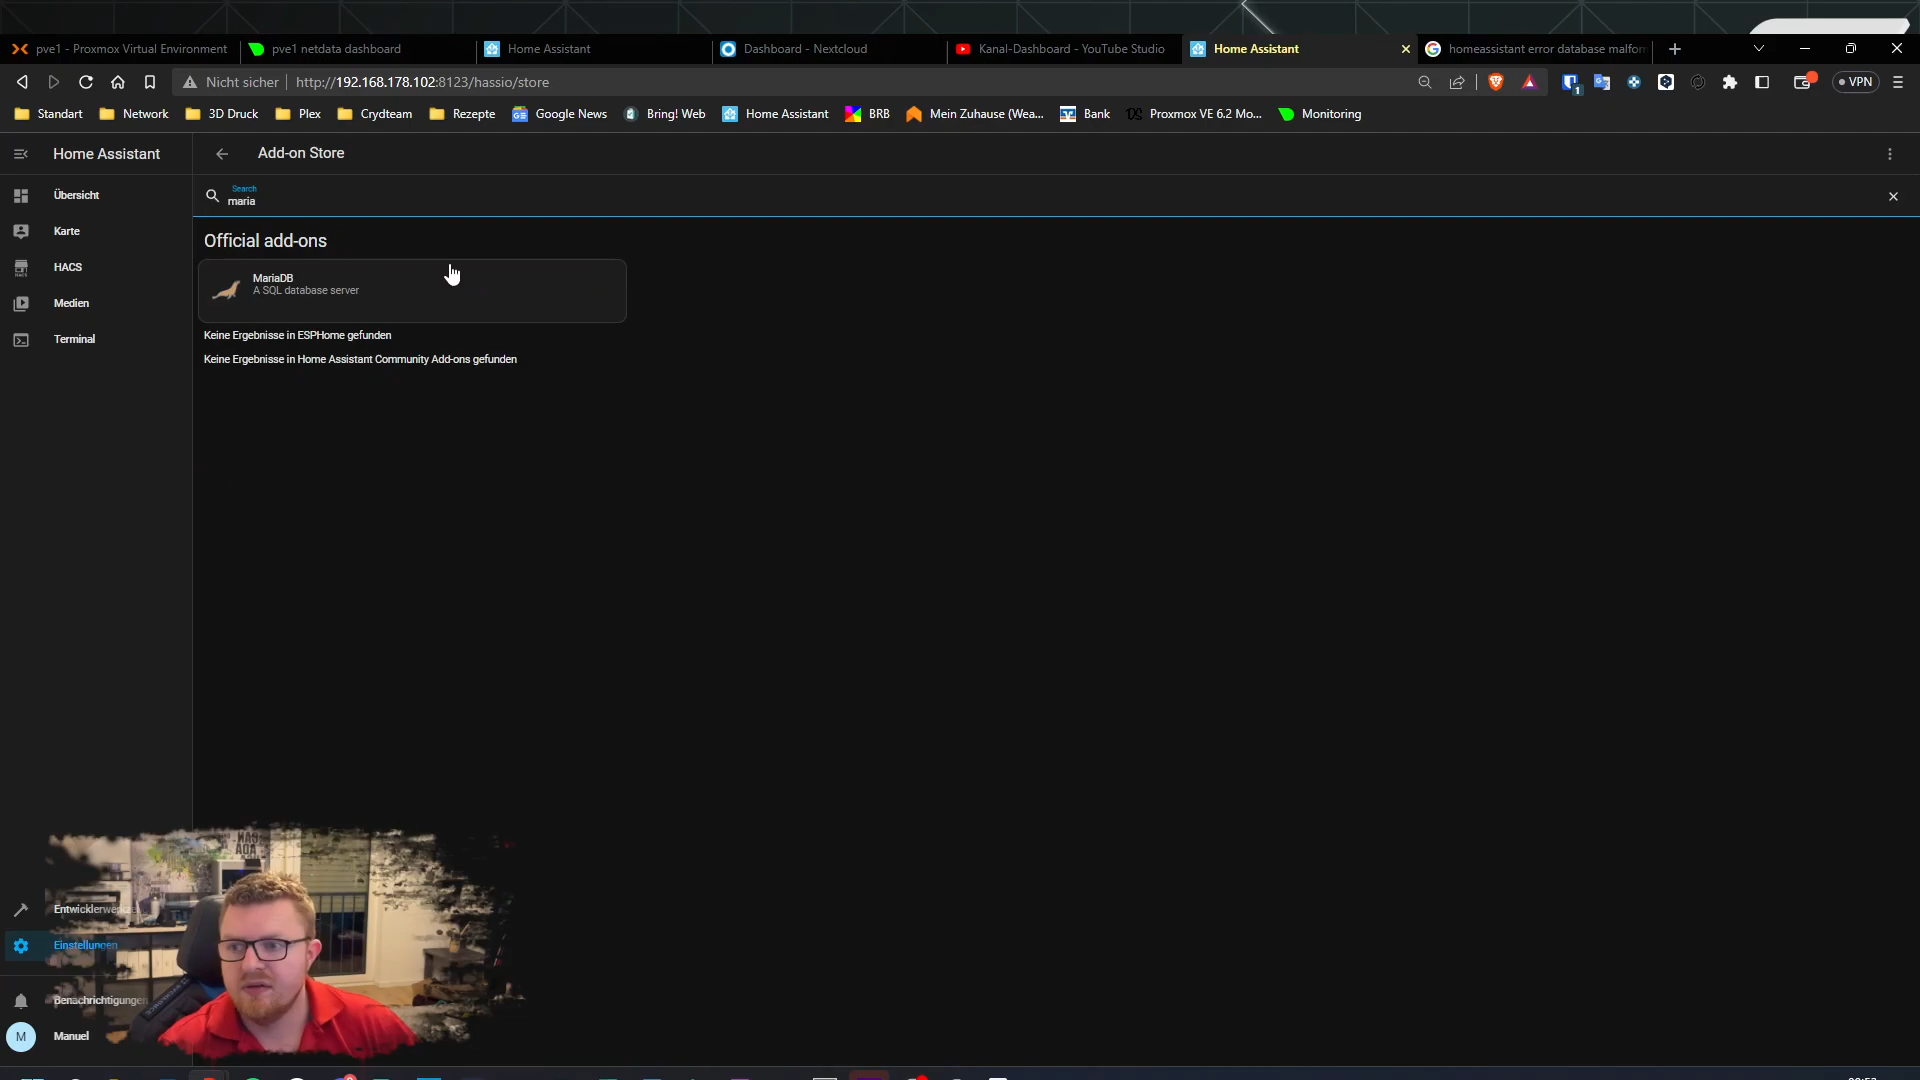 pve1 - Proxmox Virtual Environment
pve1 netdata dashboard
Home Assistant
Dashboard - Nextcloud
Kanal-Dashboard - YouTube Studio
Home Assistant
homeassistant error database malform
Nicht sicher
http://192.168.178.102:8123/hassio/store
1
VPN
Standart
Network
3D Druck
Plex
Crydteam
Rezepte
Google News
Bring! Web
Home Assistant
BRB
Mein Zuhause (Wea...
Bank
Proxmox VE 6.2 Mo...
Monitoring
Home Assistant
Add-on Store
Übersicht
Karte
HACS
Medien
Terminal
Search
maria
Official add-ons
MariaDB
A SQL database server
Keine Ergebnisse in ESPHome gefunden
Keine Ergebnisse in Home Assistant Community Add-ons gefunden
Einstellungen
Benachrichtigungen
M
Manuel